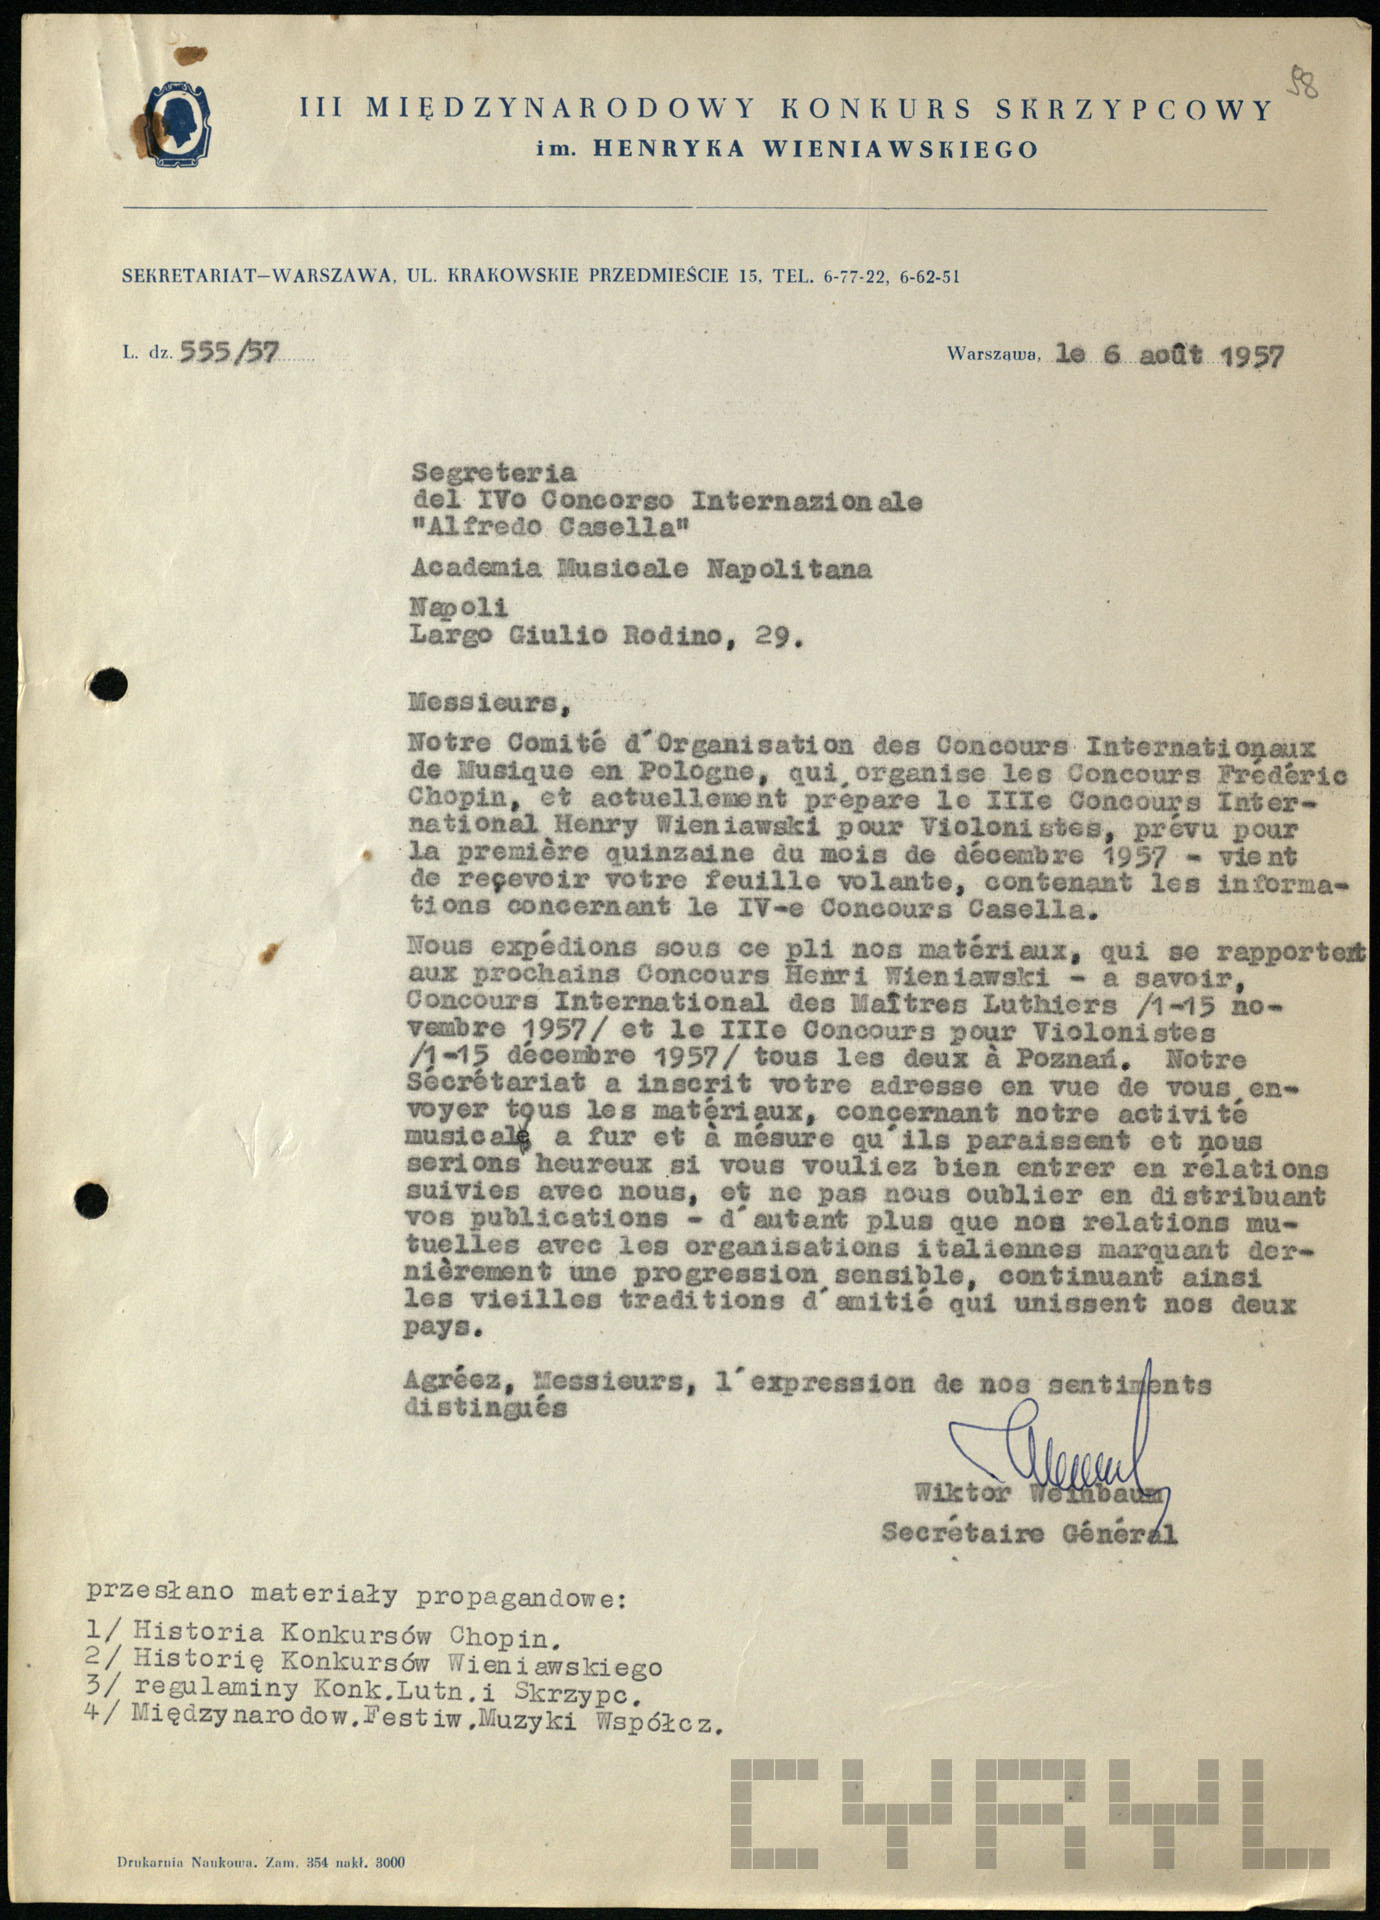 58
III MIĘDZYNARODOWY KONKURS SKRZYPCOWY
im. HENRYKA WIENIAWSKIEGO
SEKRETARIAT—WARSZAWA, UL. KRAKOWSKIE PRZEDMIEŚCIE 15, TEL. 6-77-22, 6-62-51
L. dz. 555/57
Warszawa, le 6 août 1957
Segreteria
del IVo Concorso Internazionale
"Alfredo Casella"
Academia Musicale Napolitana
Napoli
Largo Giulio Rodino, 29.
Messieurs,
Notre Comité d´Organisation des Concours Internationaux
de Musique en Pologne, qui organise les Concours Frédéric
Chopin, et actuellement prépare le IIIe Concours Inter-
national Henry Wieniawski pour Violonistes, prévu pour
la première quinzaine du mois de décembre 1957 - vient
de reçevoir votre feuille volante, contenant les informa-
tions concernant le IV-e Concours Casella.
Nous expédions sous ce pli nos matériaux, qui se rapportent
aux prochains Concours Henri Wieniawski - a savoir,
Concours International des Maîtres Luthiers /1-15 no-
vembre 1957/ et le IIIe Concours pour Violonistes
/1-15 décembre 1957/ tous les deux à Poznań. Notre
Sécrétariat a inscrit votre adresse en vue de vous en-
voyer tous les matériaux, concernant notre activité
musicale a fur et à mésure qu´ils paraissent et nous
serions heureux si vous vouliez bien entrer en rélations
suivies avec nous, et ne pas nous oublier en distribuant
vos publications - d´autant plus que nos relations mu-
tuelles avec les organisations italiennes marquant der-
nièrement une progression sensible, continuant ainsi
les vieilles traditions d´amitié qui unissent nos deux
pays.
Agréez, Messieurs, l´expression de nos sentiments
distingués
Wiktor Weinbaum
Secrétaire Général
przesłano materiały propagandowe:
1/ Historia Konkursów Chopin.
2/ Historię Konkursów Wieniawskiego
3/ regulaminy Konk.Lutn.i Skrzypc.
4/ Międzynarodow.Festiw.Muzyki Współcz.
CYRYL
Drukarnia Naukowa. Zam. 354 nakł. 3000